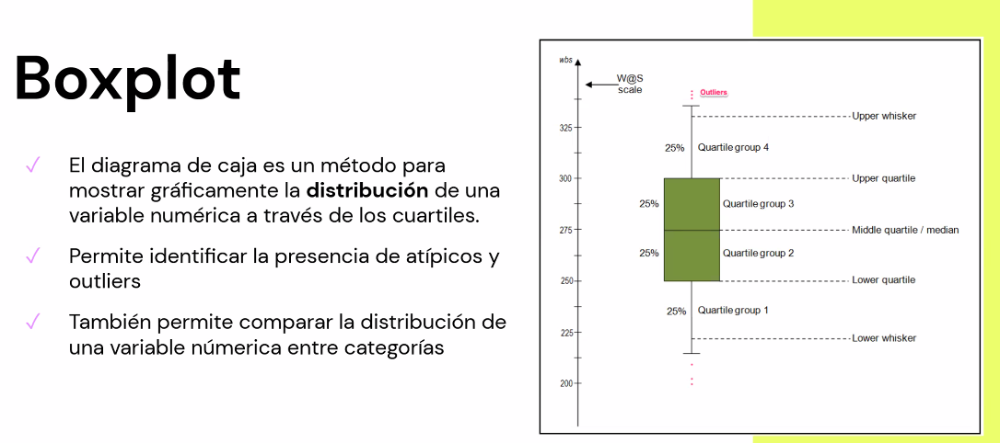 Boxplot
✓ El diagrama de caja es un método para
mostrar gráficamente la distribución de una
variable numérica a través de los cuartiles.
✓ Permite identificar la presencia de atípicos y
outliers
✓ También permite comparar la distribución de
una variable númerica entre categorías
wbs
W@S
scale
Outliers
Upper whisker
325
25% Quartile group 4
300
Upper quartile
25% Quartile group 3
275
Middle quartile / median
25% Quartile group 2
250
Lower quartile
25% Quartile group 1
225
Lower whisker
200